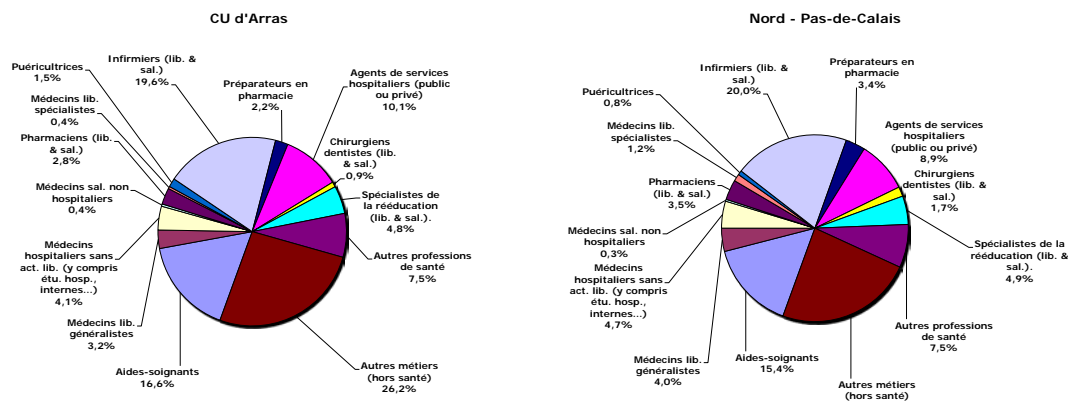 CU d'Arras
Infirmiers (lib. &
sal.)
19,6%
Préparateurs en
pharmacie
2,2%
Agents de services
hospitaliers (public
ou privé)
10,1%
Chirurgiens
dentistes (lib.
& sal.)
0,9%
Spécialistes de
la rééducation
(lib. & sal.).
4,8%
Autres professions
de santé
7,5%
Autres métiers
(hors santé)
26,2%
Aides-soignants
16,6%
Médecins lib.
généralistes
3,2%
Médecins
hospitaliers sans
act. lib. (y compris
étu. hosp.,
internes...)
4,1%
Médecins sal. non
hospitaliers
0,4%
Pharmaciens (lib.
& sal.)
2,8%
Médecins lib.
spécialistes
0,4%
Puéricultrices
1,5%
Nord - Pas-de-Calais
Infirmiers (lib. &
sal.)
20,0%
Préparateurs en
pharmacie
3,4%
Agents de services
hospitaliers
(public ou privé)
8,9%
Chirurgiens
dentistes (lib. &
sal.)
1,7%
Spécialistes de la
rééducation (lib. &
sal.).
4,9%
Autres professions
de santé
7,5%
Autres métiers
(hors santé)
Aides-soignants
15,4%
Médecins lib.
généralistes
4,0%
Médecins
hospitaliers sans
act. lib. (y compris
étu. hosp.,
internes...)
4,7%
Médecins sal. non
hospitaliers
0,3%
Pharmaciens
(lib. & sal.)
3,5%
Médecins lib.
spécialistes
1,2%
Puéricultrices
0,8%